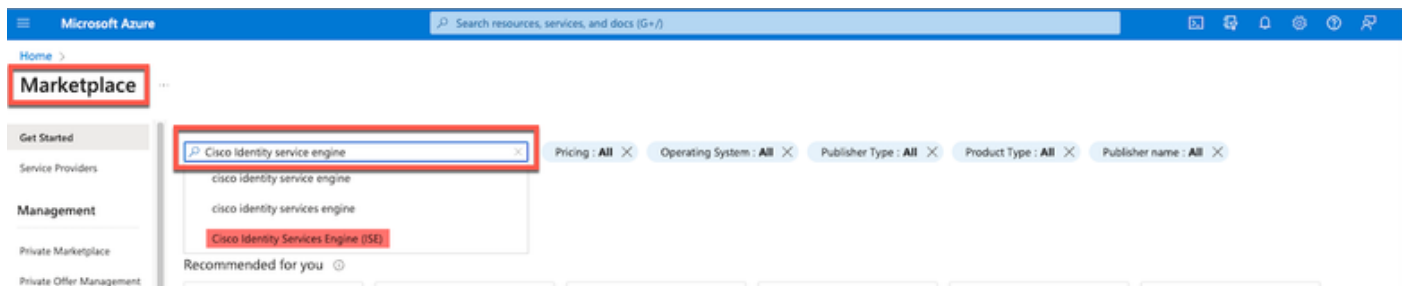 Microsoft Azure
Search resources, services, and docs (G+/)
Home >
Marketplace ...
Get Started
Service Providers
Management
Private Marketplace
Private Offer Management
Cisco Identity service engine
Pricing : All
Operating System : All
Publisher Type : All
Product Type : All
Publisher name : All
cisco identity service engine
cisco identity services engine
Cisco Identity Services Engine (ISE)
Recommended for you